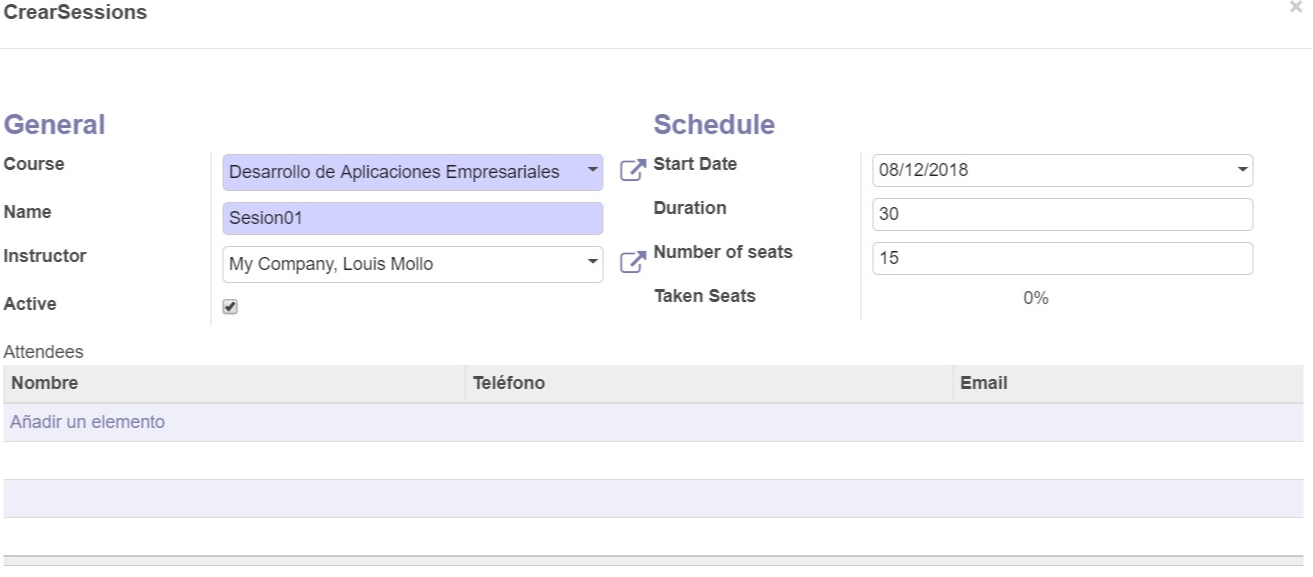 CrearSessions
×
General
Course
Desarrollo de Aplicaciones Empresariales
Name
Sesion01
Instructor
My Company, Louis Mollo
Active
Schedule
Start Date
08/12/2018
Duration
30
Number of seats
15
Taken Seats
0%
Attendees
Nombre Teléfono Email
Añadir un elemento